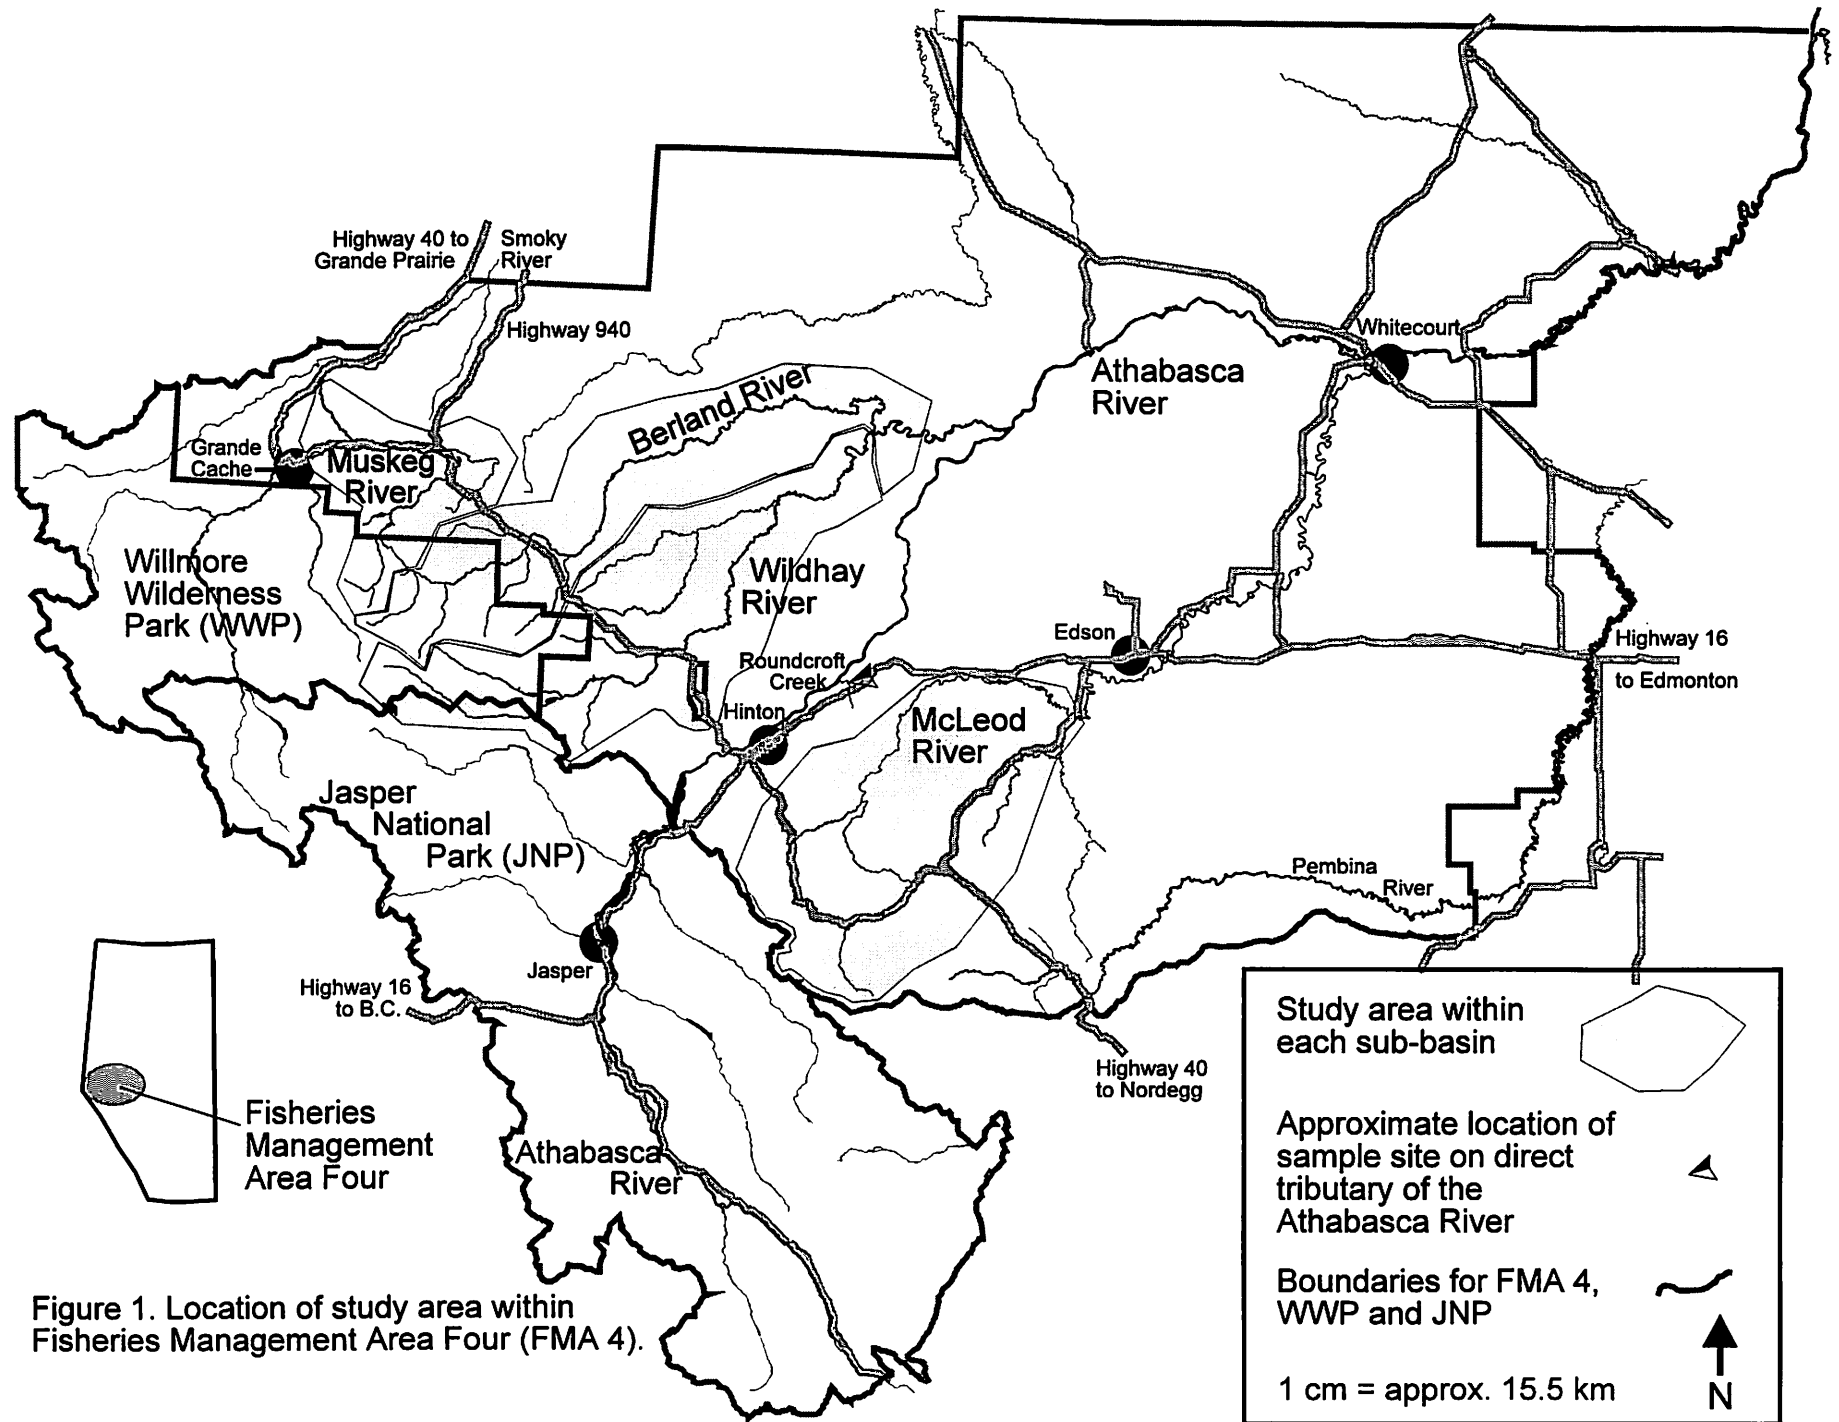 Highway 40 to
Grande Prairie
Smoky
River
Highway 940
Whitecourt
Athabasca
River
Berland River
Grande
Cache
Muskeg
River
Willmore
Wilderness
Park (WWP)
Wildhay
River
Edson
Highway 16
to Edmonton
Roundcroft
Creek
Hinton
McLeod
River
Jasper
National
Park (JNP)
Pembina
River
Jasper
Highway 16
to B.C.
Highway 40
to Nordegg
Fisheries
Management
Area Four
Athabasca
River
Study area within
each sub-basin
Approximate location of
sample site on direct
tributary of the
Athabasca River
Boundaries for FMA 4,
WWP and JNP
1 cm = approx. 15.5 km
N
Figure 1. Location of study area within
Fisheries Management Area Four (FMA 4).